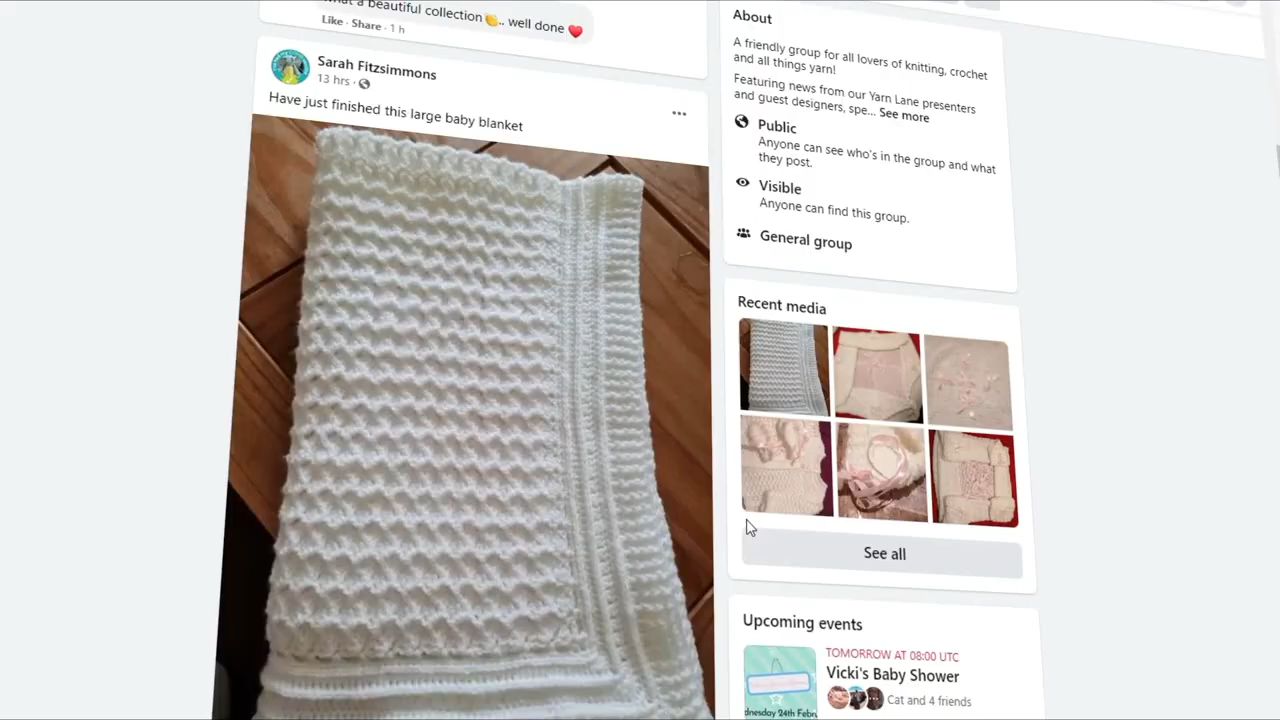 what a beautiful collection👏.. well done ❤️
Like · Share · 1 h
Sarah Fitzsimmons
13 hrs ·
Have just finished this large baby blanket
About
A friendly group for all lovers of knitting, crochet
and all things yarn!
Featuring news from our Yarn Lane presenters
and guest designers, spe... See more
Public
Anyone can see who's in the group and what
they post.
Visible
Anyone can find this group.
General group
Recent media
See all
Upcoming events
TOMORROW AT 08:00 UTC
Vicki's Baby Shower
Cat and 4 friends